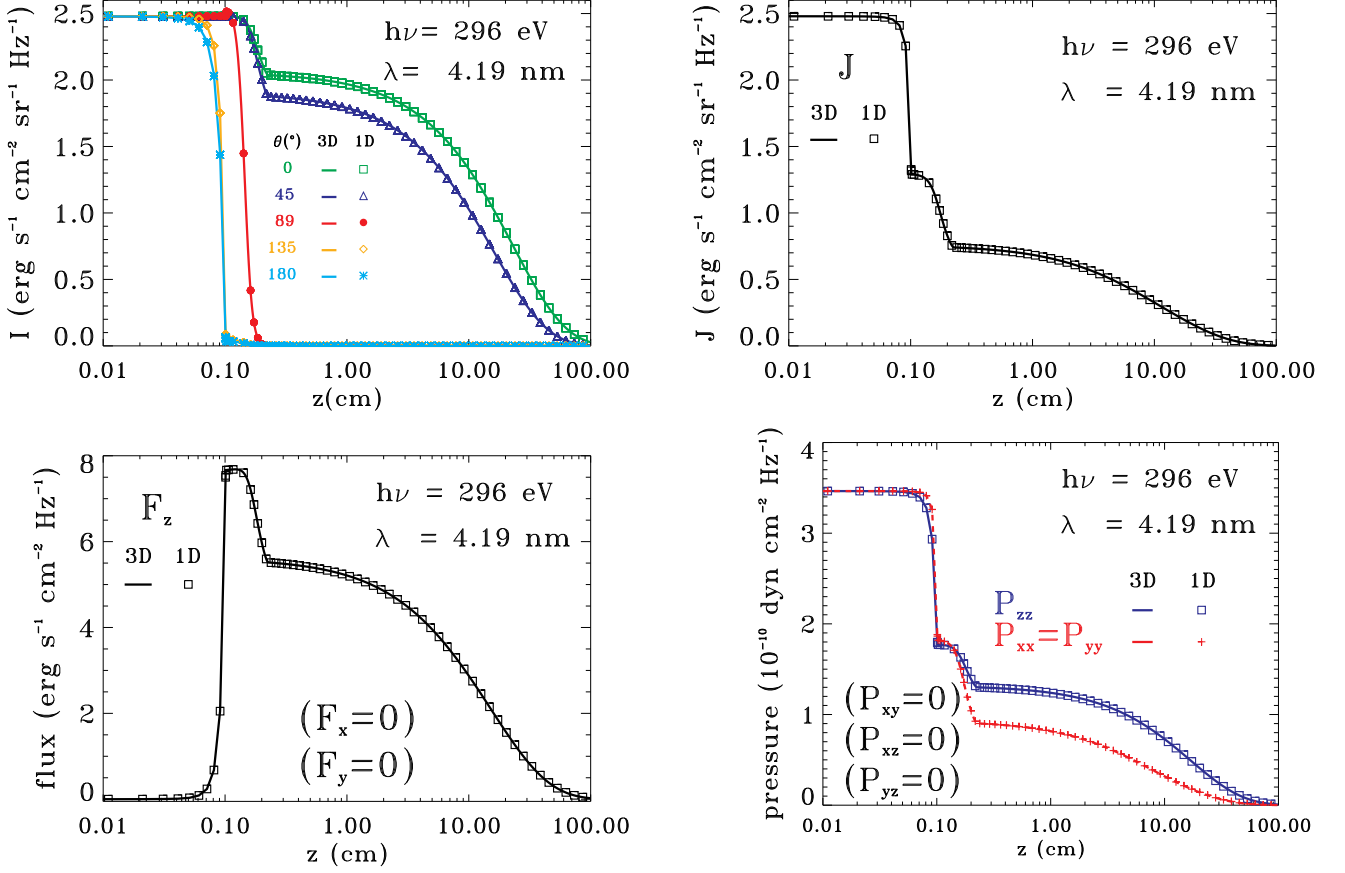 I (erg s⁻¹ cm⁻² sr⁻¹ Hz⁻¹)
2.5
2.0
1.5
1.0
0.5
0.0
hν= 296 eV
λ= 4.19 nm
θ(°) 3D 1D
0
45
89
135
180
0.01 0.10 1.00 10.00 100.00
z(cm)
J (erg s⁻¹ cm⁻² sr⁻¹ Hz⁻¹)
2.5
2.0
1.5
1.0
0.5
0.0
J
3D 1D
hν = 296 eV
λ = 4.19 nm
0.01 0.10 1.00 10.00 100.00
z (cm)
flux (erg s⁻¹ cm⁻² Hz⁻¹)
8
6
4
2
0
F_z
3D 1D
hν = 296 eV
λ = 4.19 nm
(F_x=0)
(F_y=0)
0.01 0.10 1.00 10.00 100.00
z (cm)
pressure (10⁻¹⁰ dyn cm⁻² Hz⁻¹)
4
3
2
1
0
hν = 296 eV
λ = 4.19 nm
3D 1D
P_zz
P_xx=P_yy
(P_xy=0)
(P_xz=0)
(P_yz=0)
0.01 0.10 1.00 10.00 100.00
z (cm)